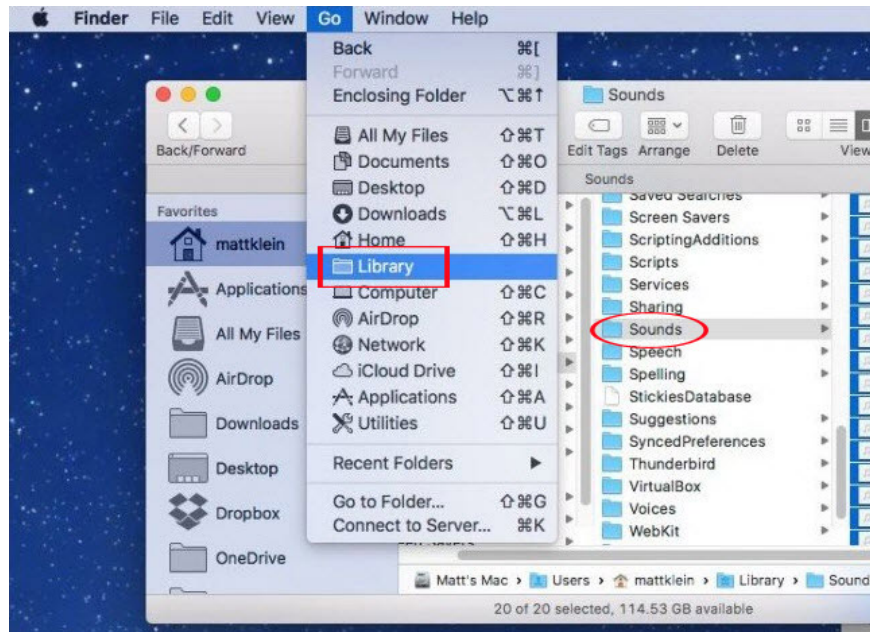 Finder File Edit View Go Window Help
Back ⌘[
Forward ⌘]
Enclosing Folder ⌥⌘↑
All My Files ⇧⌘T
Documents ⇧⌘O
Desktop ⇧⌘D
Downloads ⌥⌘L
Home ⇧⌘H
Library
Computer ⇧⌘C
AirDrop ⇧⌘R
Network ⇧⌘K
iCloud Drive ⇧⌘I
Applications ⇧⌘A
Utilities ⇧⌘U
Recent Folders
Go to Folder... ⇧⌘G
Connect to Server... ⌘K
Back/Forward
Favorites
mattklein
Applications
All My Files
AirDrop
Downloads
Desktop
Dropbox
OneDrive
Sounds
Edit Tags Arrange Delete View
Sounds
Saved Searches
Screen Savers
ScriptingAdditions
Scripts
Services
Sharing
Sounds
Speech
Spelling
StickiesDatabase
Suggestions
SyncedPreferences
Thunderbird
VirtualBox
Voices
WebKit
Matt's Mac › Users › mattklein › Library › Sound
20 of 20 selected, 114.53 GB available